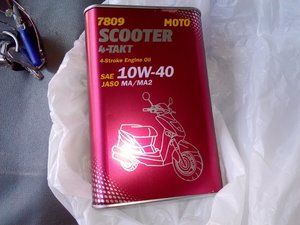 7809 MOTO
SCOOTER
4-TAKT
4-Stroke Engine Oil
SAE 10W-40
JASO MA/MA2